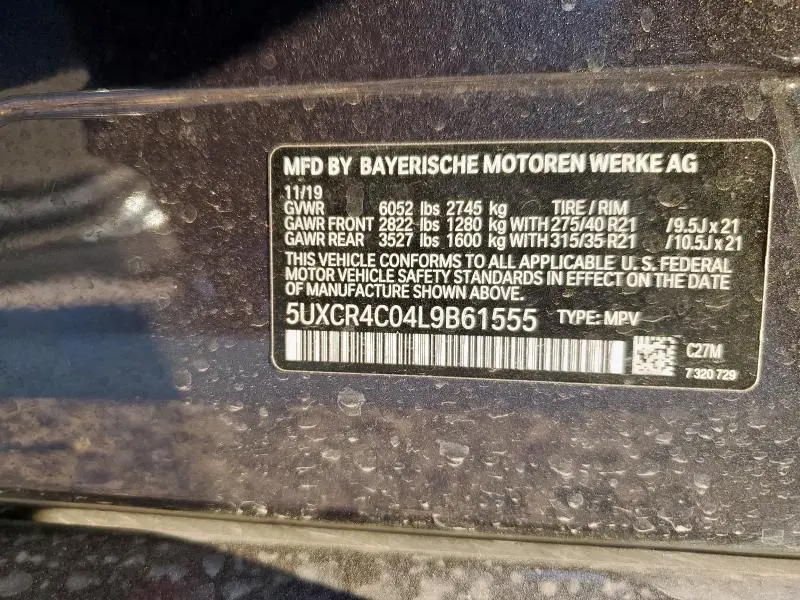 MFD BY BAYERISCHE MOTOREN WERKE AG
11/19
GVWR 6052 lbs 2745 kg TIRE / RIM
GAWR FRONT 2822 lbs 1280 kg WITH 275/40 R21 /9.5J x 21
GAWR REAR 3527 lbs 1600 kg WITH 315/35 R21 /10.5J x 21
THIS VEHICLE CONFORMS TO ALL APPLICABLE U. S. FEDERAL
MOTOR VEHICLE SAFETY STANDARDS IN EFFECT ON THE DATE
OF MANUFACTURE SHOWN ABOVE.
5UXCR4C04L9B61555 TYPE: MPV
C27M
7 320 729